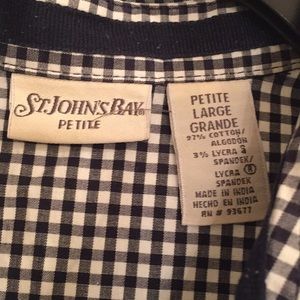 ST. JOHN'S BAY®
PETITE
PETITE
LARGE
GRANDE
97% COTTON/
ALGODON
3% LYCRA
SPANDEX/
LYCRA ®
SPANDEX
MADE IN INDIA
HECHO EN INDIA
RN # 93677